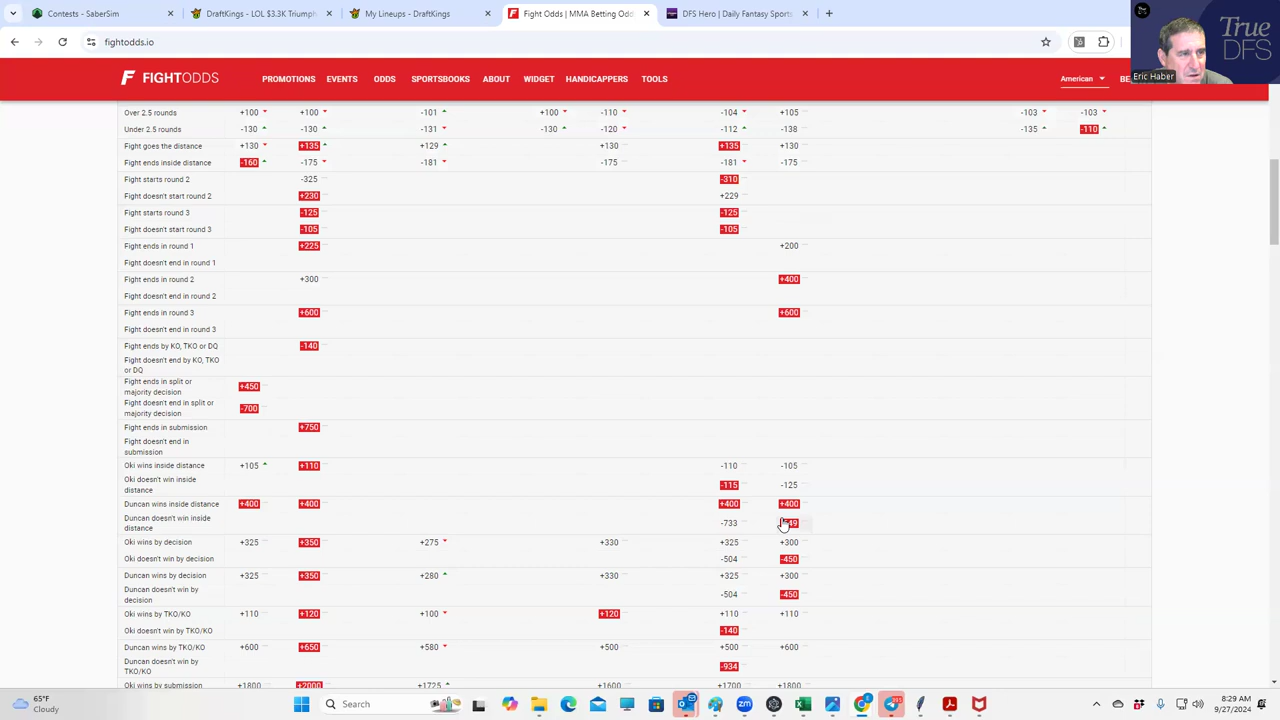 Contests - SaberSim
DraftKings - LOL $3.3K Triumph
My Lineups - DraftKings
Fight Odds | MMA Betting Odd
DFS Hero | Daily Fantasy Sports
fightodds.io
True
DFS
Eric Haber
FIGHTODDS
PROMOTIONS EVENTS ODDS SPORTSBOOKS ABOUT WIDGET HANDICAPPERS TOOLS
American
BE
Over 2.5 rounds +100 +100 -101 +100 -110 -104 +105 -103 -103
Under 2.5 rounds -130 -130 -131 -130 -120 -112 -138 -135 -110
Fight goes the distance +130 +135 +129 +130 +135 +130
Fight ends inside distance -160 -175 -181 -175 -181 -175
Fight starts round 2 -325 -310
Fight doesn't start round 2 +230 +229
Fight starts round 3 -125 -125
Fight doesn't start round 3 -105 -105
Fight ends in round 1 +225 +200
Fight doesn't end in round 1
Fight ends in round 2 +300 +400
Fight doesn't end in round 2
Fight ends in round 3 +600 +600
Fight doesn't end in round 3
Fight ends by KO, TKO or DQ -140
Fight doesn't end by KO, TKO
or DQ
Fight ends in split or
majority decision +450
Fight doesn't end in split or
majority decision -700
Fight ends in submission +750
Fight doesn't end in
submission
Oki wins inside distance +105 +110 -110 -105
Oki doesn't win inside
distance -115 -125
Duncan wins inside distance +400 +400 +400 +400
Duncan doesn't win inside
distance -733
Oki wins by decision +325 +350 +275 +330 +325 +300
Oki doesn't win by decision -504 -450
Duncan wins by decision +325 +350 +280 +330 +325 +300
Duncan doesn't win by
decision -504 -450
Oki wins by TKO/KO +110 +120 +100 +120 +110 +110
Oki doesn't win by TKO/KO -140
Duncan wins by TKO/KO +600 +650 +580 +500 +500 +600
Duncan doesn't win by
TKO/KO -934
Oki wins by submission +1800 +2000 +1725 +1600 +1700 +1800
65°F
Cloudy
Search
8:29 AM
9/27/2024